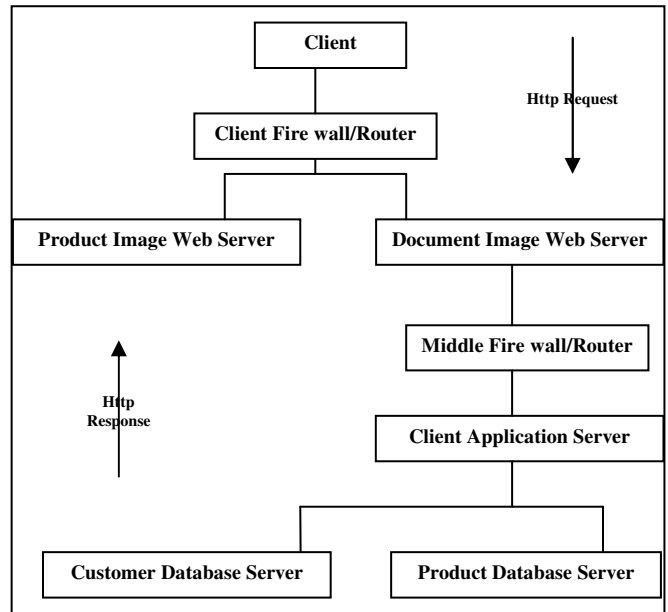 Client
Http Request
Client Fire wall/Router
Product Image Web Server
Document Image Web Server
Middle Fire wall/Router
Http
Response
Client Application Server
Customer Database Server
Product Database Server